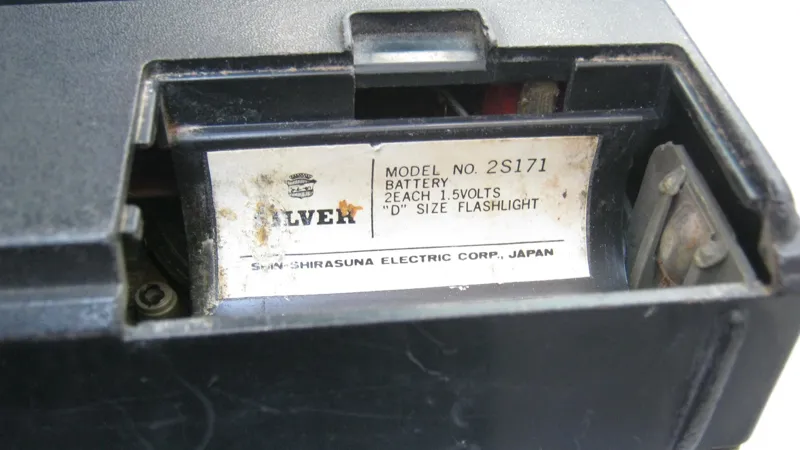 SILVER
MODEL NO. 2S171
BATTERY
2EACH 1.5VOLTS
"D" SIZE FLASHLIGHT
SHIN-SHIRASUNA ELECTRIC CORP., JAPAN